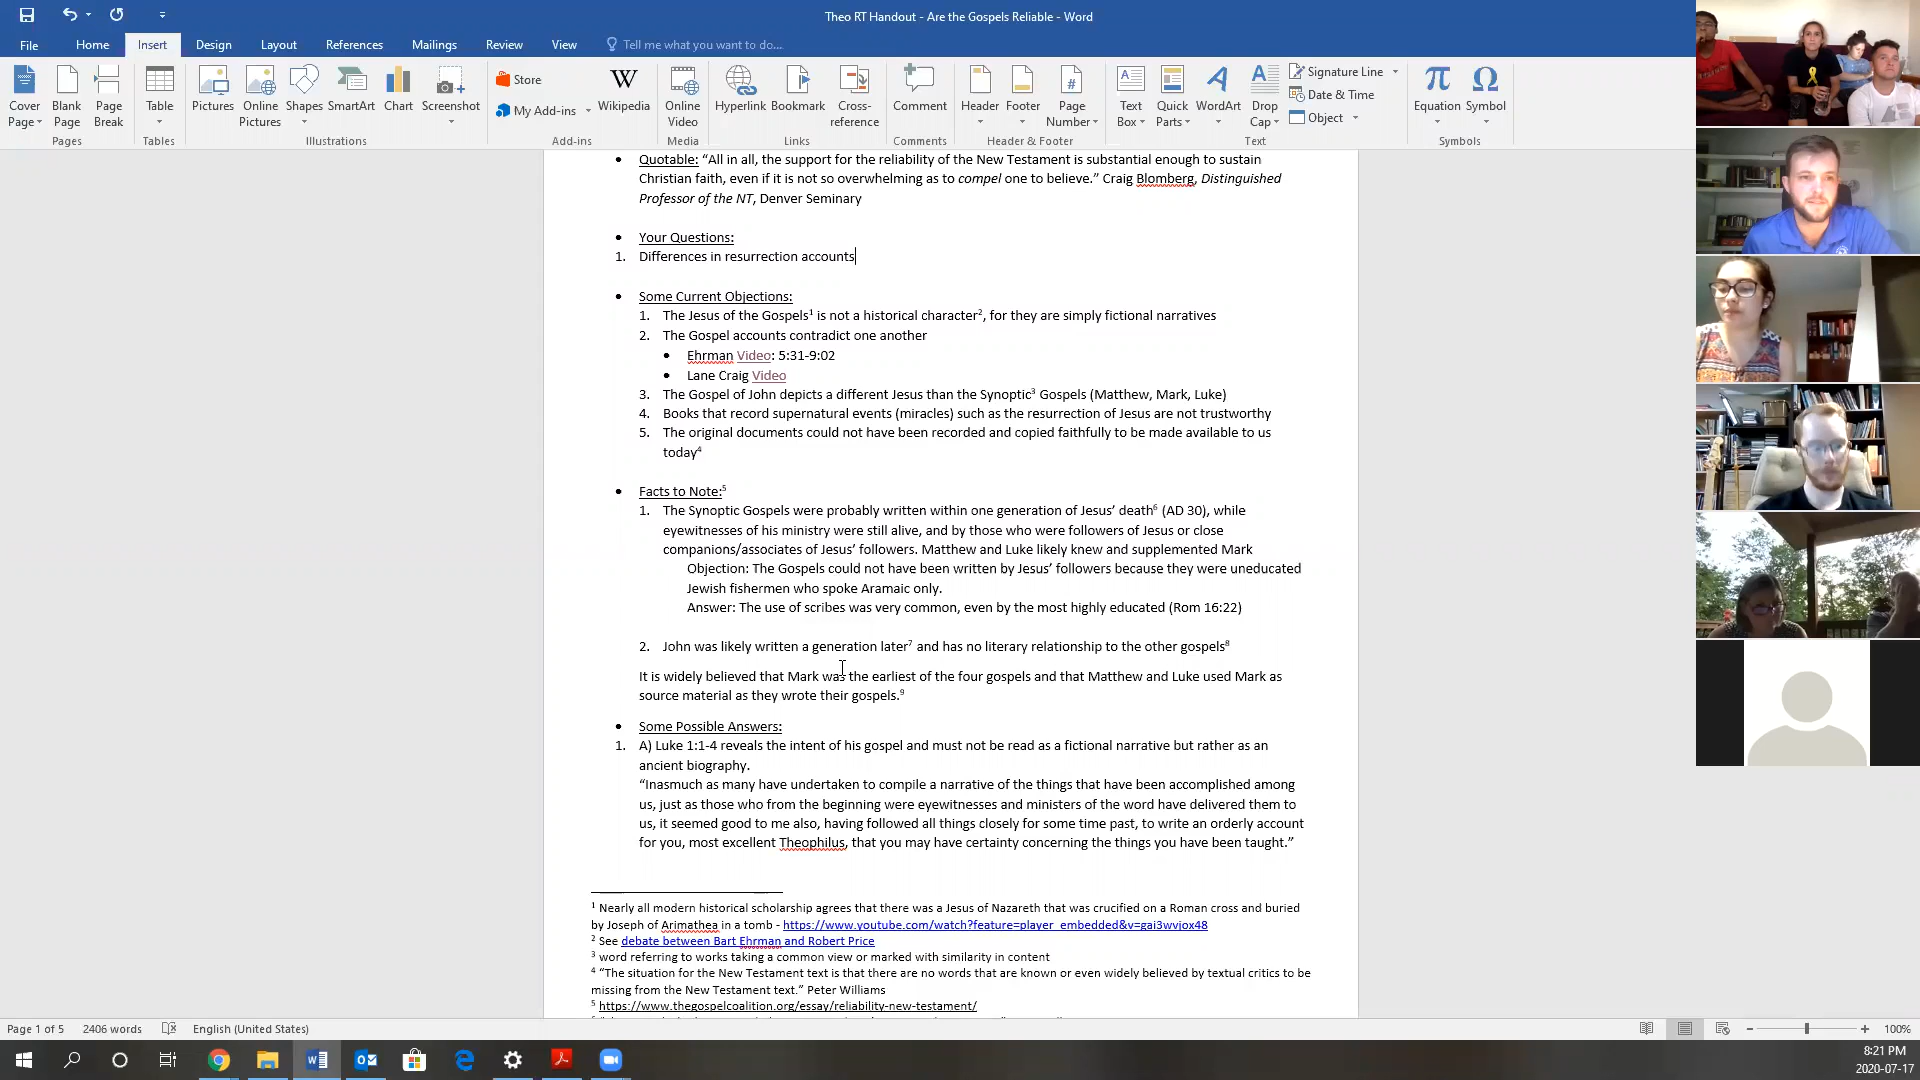 Theo RT Handout - Are the Gospels Reliable - Word
File Home Insert Design Layout References Mailings Review View Tell me what you want to do...
Cover Page
Blank Page
Page Break
Pages
Table
Tables
Pictures
Online Pictures
Shapes
SmartArt
Chart
Screenshot
Illustrations
Store
My Add-ins
Wikipedia
Add-ins
Online Video
Media
Hyperlink
Bookmark
Cross-reference
Links
Comment
Comments
Header
Footer
Page Number
Header & Footer
Text Box
Quick Parts
WordArt
Drop Cap
Signature Line
Date & Time
Object
Text
Equation
Symbol
Symbols
• Quotable: “All in all, the support for the reliability of the New Testament is substantial enough to sustain
Christian faith, even if it is not so overwhelming as to compel one to believe.” Craig Blomberg, Distinguished
Professor of the NT, Denver Seminary
• Your Questions:
1. Differences in resurrection accounts
• Some Current Objections:
1. The Jesus of the Gospels¹ is not a historical character², for they are simply fictional narratives
2. The Gospel accounts contradict one another
• Ehrman Video: 5:31-9:02
• Lane Craig Video
3. The Gospel of John depicts a different Jesus than the Synoptic³ Gospels (Matthew, Mark, Luke)
4. Books that record supernatural events (miracles) such as the resurrection of Jesus are not trustworthy
5. The original documents could not have been recorded and copied faithfully to be made available to us
today⁴
• Facts to Note:⁵
1. The Synoptic Gospels were probably written within one generation of Jesus’ death⁶ (AD 30), while
eyewitnesses of his ministry were still alive, and by those who were followers of Jesus or close
companions/associates of Jesus’ followers. Matthew and Luke likely knew and supplemented Mark
Objection: The Gospels could not have been written by Jesus’ followers because they were uneducated
Jewish fishermen who spoke Aramaic only.
Answer: The use of scribes was very common, even by the most highly educated (Rom 16:22)
2. John was likely written a generation later⁷ and has no literary relationship to the other gospels⁸
It is widely believed that Mark was the earliest of the four gospels and that Matthew and Luke used Mark as
source material as they wrote their gospels.⁹
• Some Possible Answers:
1. A) Luke 1:1-4 reveals the intent of his gospel and must not be read as a fictional narrative but rather as an
ancient biography.
“Inasmuch as many have undertaken to compile a narrative of the things that have been accomplished among
us, just as those who from the beginning were eyewitnesses and ministers of the word have delivered them to
us, it seemed good to me also, having followed all things closely for some time past, to write an orderly account
for you, most excellent Theophilus, that you may have certainty concerning the things you have been taught.”
¹ Nearly all modern historical scholarship agrees that there was a Jesus of Nazareth that was crucified on a Roman cross and buried
by Joseph of Arimathea in a tomb - https://www.youtube.com/watch?feature=player_embedded&v=gai3wvjox48
² See debate between Bart Ehrman and Robert Price
³ word referring to works taking a common view or marked with similarity in content
⁴ “The situation for the New Testament text is that there are no words that are known or even widely believed by textual critics to be
missing from the New Testament text.” Peter Williams
⁵ https://www.thegospelcoalition.org/essay/reliability-new-testament/
Page 1 of 5 2406 words English (United States) 100%
8:21 PM
2020-07-17